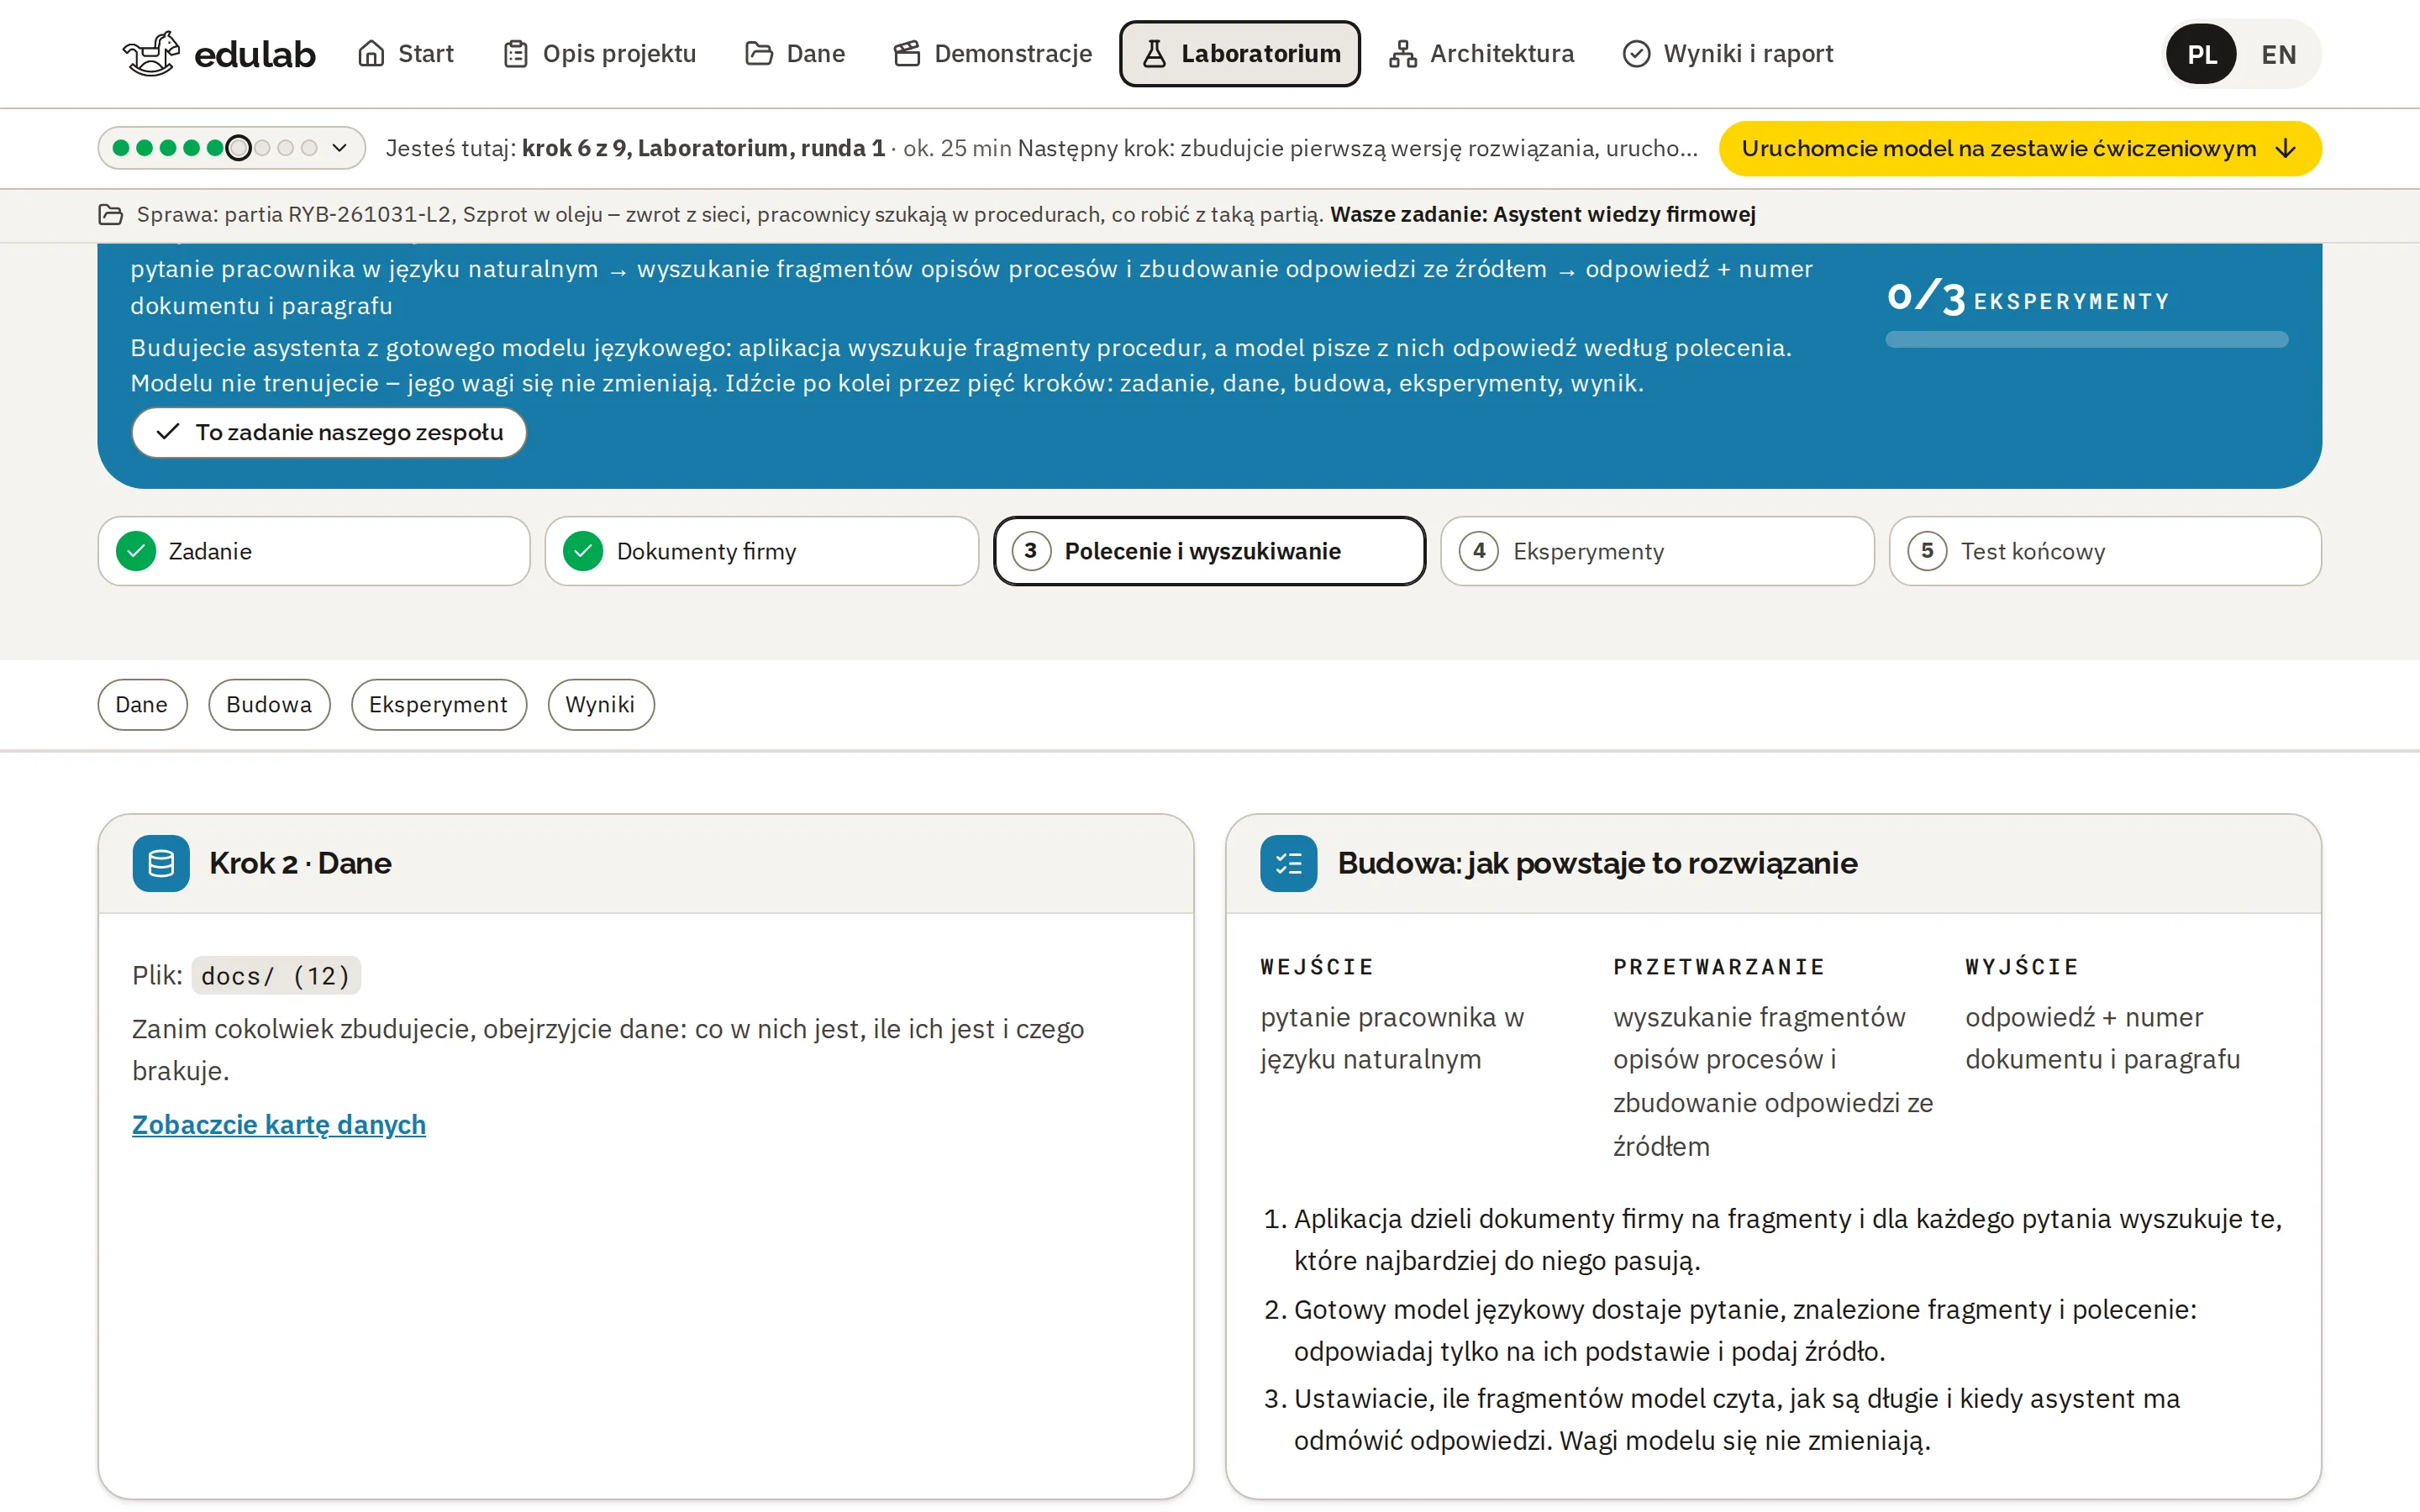 edulab
Start
Opis projektu
Dane
Demonstracje
Laboratorium
Architektura
Wyniki i raport
PL
EN
Jesteś tutaj: krok 6 z 9, Laboratorium, runda 1 · ok. 25 min Następny krok: zbudujcie pierwszą wersję rozwiązania, urucho...
Uruchomcie model na zestawie ćwiczeniowym
Sprawa: partia RYB-261031-L2, Szprot w oleju – zwrot z sieci, pracownicy szukają w procedurach, co robić z taką partią. Wasze zadanie: Asystent wiedzy firmowej
pytanie pracownika w języku naturalnym → wyszukanie fragmentów opisów procesów i zbudowanie odpowiedzi ze źródłem → odpowiedź + numer
dokumentu i paragrafu
Budujecie asystenta z gotowego modelu językowego: aplikacja wyszukuje fragmenty procedur, a model pisze z nich odpowiedź według polecenia.
Modelu nie trenujecie – jego wagi się nie zmieniają. Idźcie po kolei przez pięć kroków: zadanie, dane, budowa, eksperymenty, wynik.
To zadanie naszego zespołu
0/3 EKSPERYMENTY
Zadanie
Dokumenty firmy
3 Polecenie i wyszukiwanie
4 Eksperymenty
5 Test końcowy
Dane
Budowa
Eksperyment
Wyniki
Krok 2 · Dane
Plik: docs/ (12)
Zanim cokolwiek zbudujecie, obejrzyjcie dane: co w nich jest, ile ich jest i czego
brakuje.
Zobaczcie kartę danych
Budowa: jak powstaje to rozwiązanie
WEJŚCIE
pytanie pracownika w
języku naturalnym
PRZETWARZANIE
wyszukanie fragmentów
opisów procesów i
zbudowanie odpowiedzi ze
źródłem
WYJŚCIE
odpowiedź + numer
dokumentu i paragrafu
1. Aplikacja dzieli dokumenty firmy na fragmenty i dla każdego pytania wyszukuje te,
które najbardziej do niego pasują.
2. Gotowy model językowy dostaje pytanie, znalezione fragmenty i polecenie:
odpowiadaj tylko na ich podstawie i podaj źródło.
3. Ustawiacie, ile fragmentów model czyta, jak są długie i kiedy asystent ma
odmówić odpowiedzi. Wagi modelu się nie zmieniają.